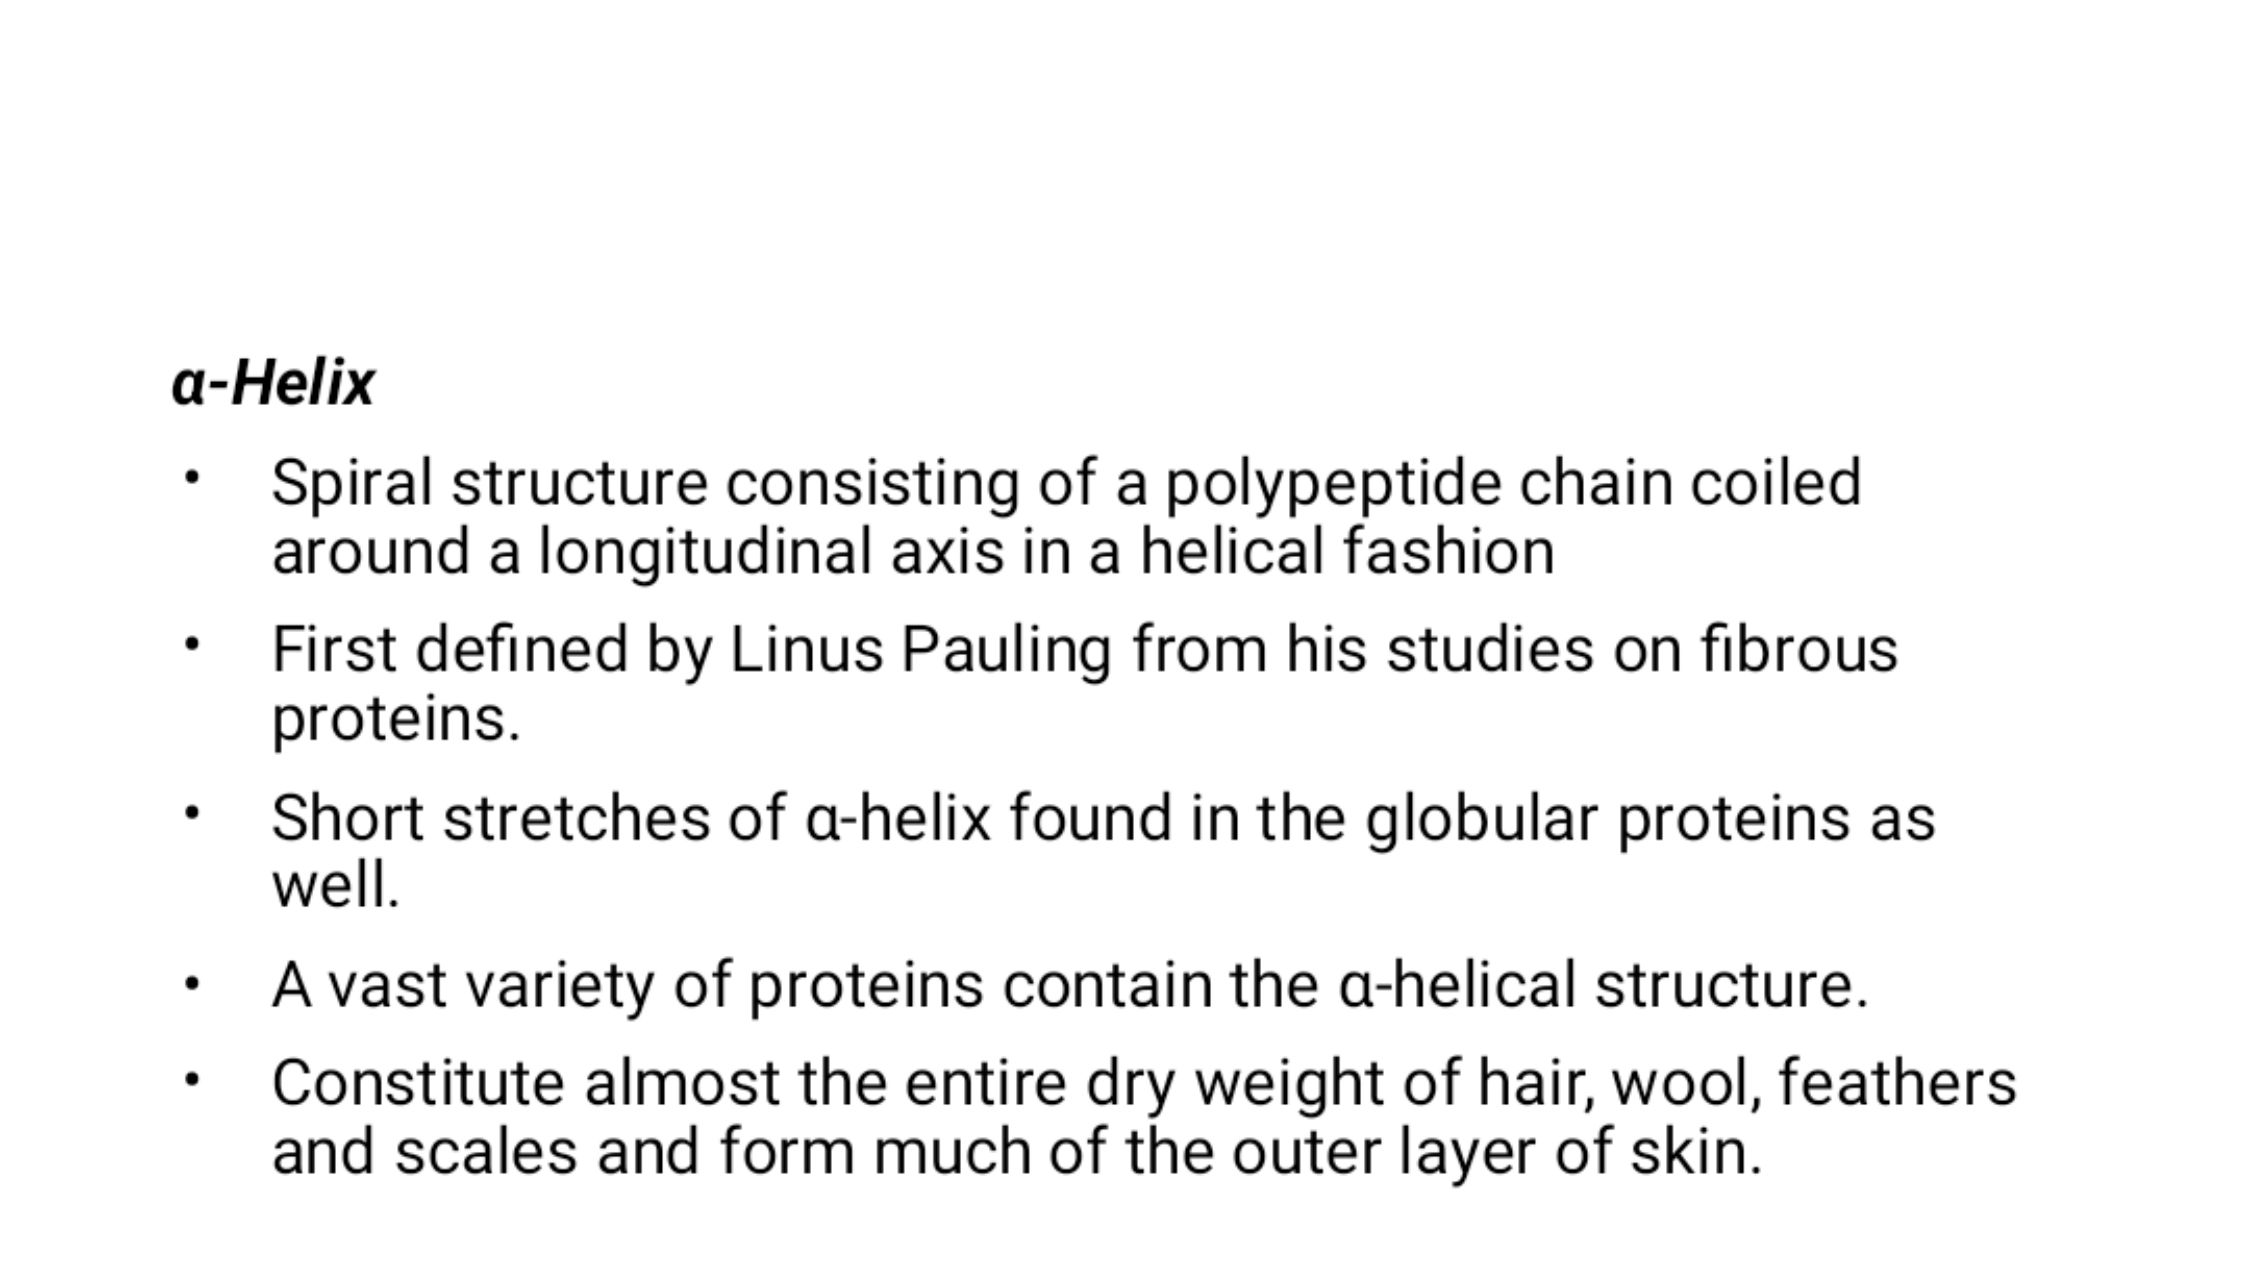 α-Helix
• Spiral structure consisting of a polypeptide chain coiled
around a longitudinal axis in a helical fashion
• First defined by Linus Pauling from his studies on fibrous
proteins.
• Short stretches of α-helix found in the globular proteins as
well.
• A vast variety of proteins contain the α-helical structure.
• Constitute almost the entire dry weight of hair, wool, feathers
and scales and form much of the outer layer of skin.